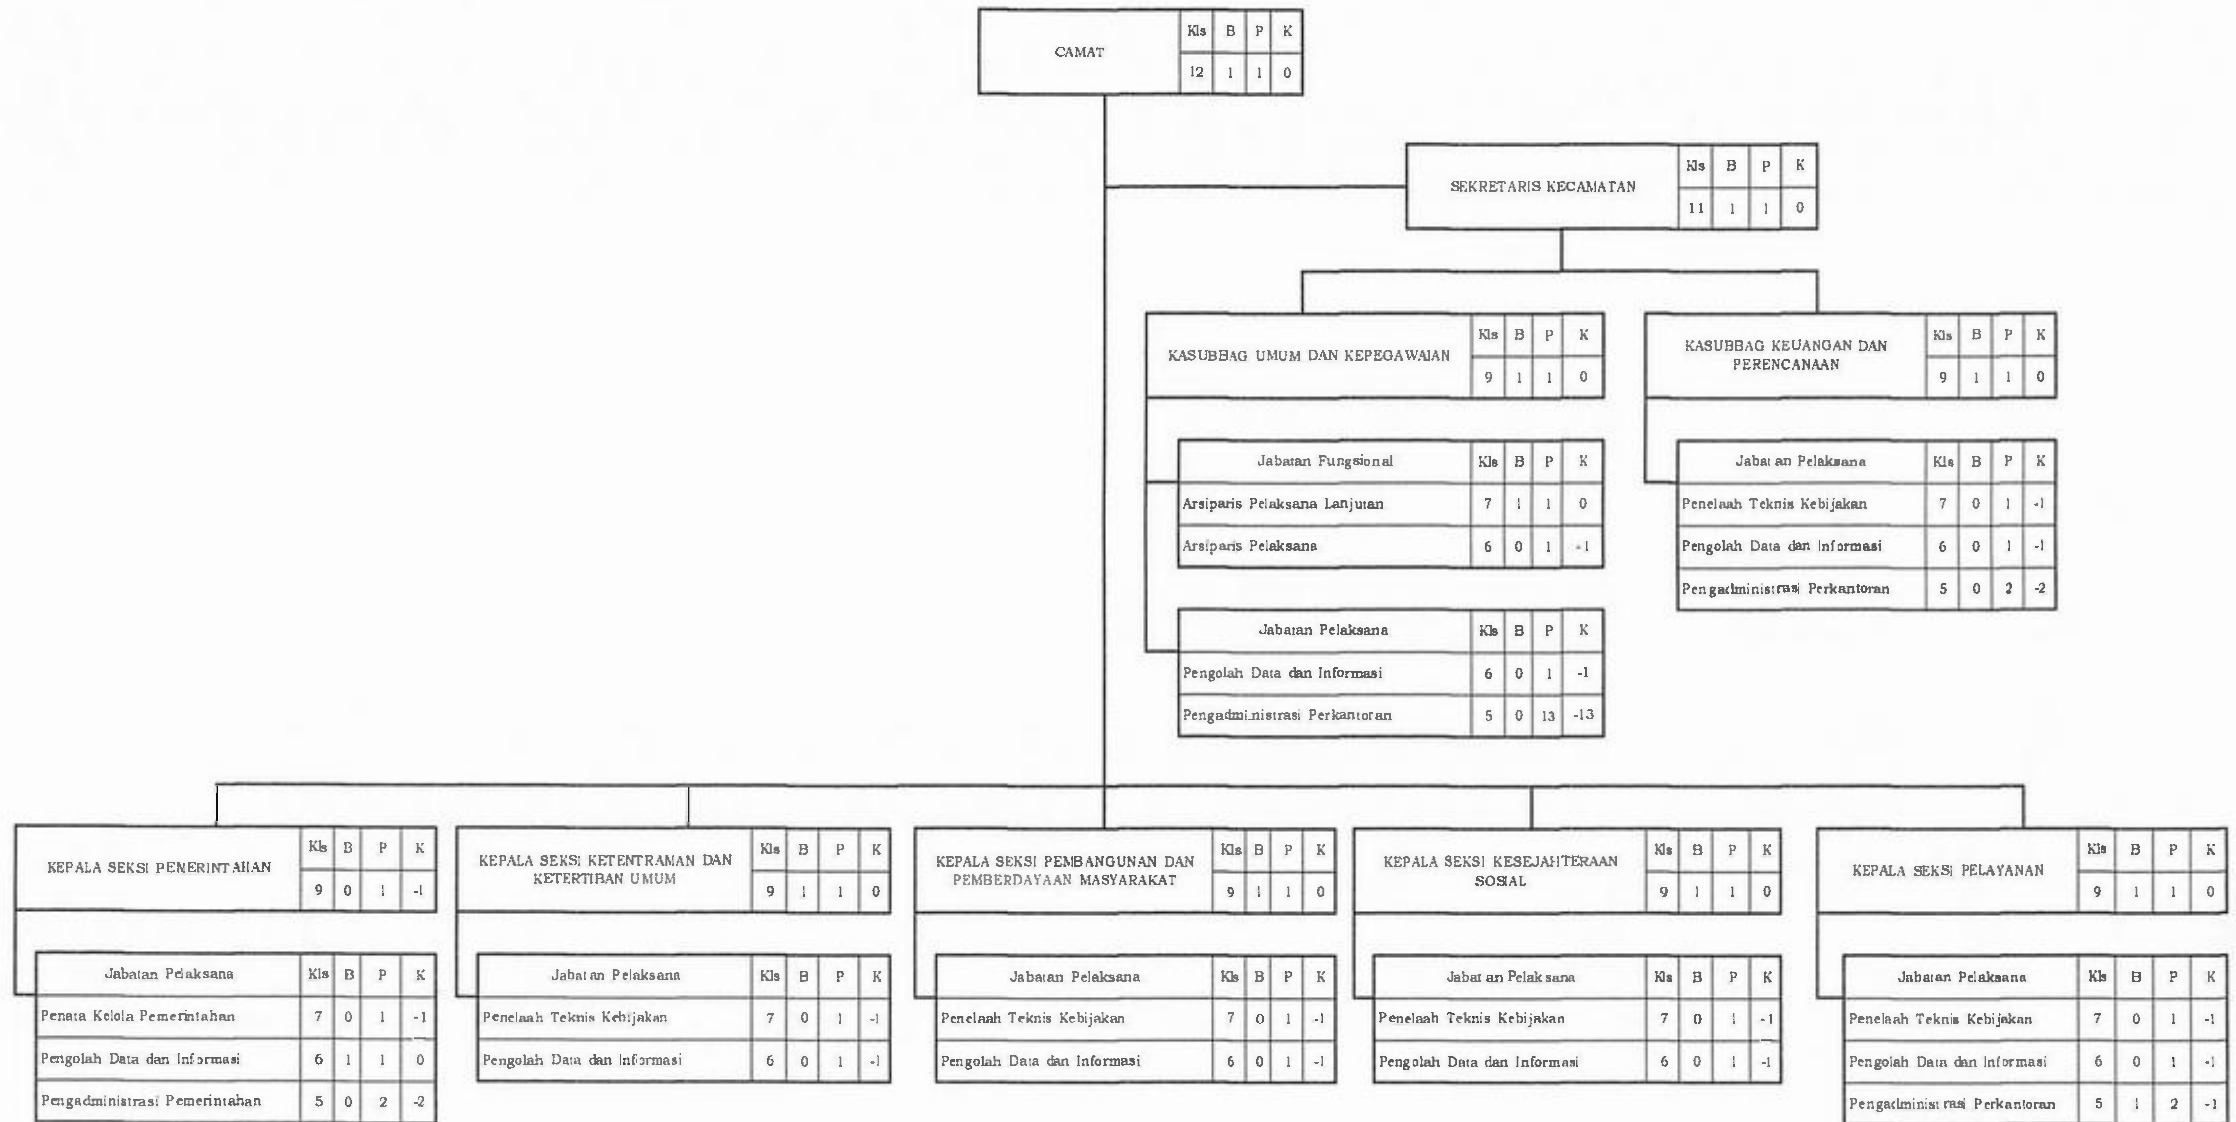 CAMAT Kls B P K
12 1 1 0
SEKRETARIS KECAMATAN Kls B P K
11 1 1 0
KASUBBAG UMUM DAN KEPEGAWAIAN Kls B P K
9 1 1 0
Jabatan Fungsional Kls B P K
Arsiparis Pelaksana Lanjutan 7 1 1 0
Arsiparis Pelaksana 6 0 1 -1
Jabatan Pelaksana Kls B P K
Pengolah Data dan Informasi 6 0 1 -1
Pengadministrasi Perkantoran 5 0 13 -13
KASUBBAG KEUANGAN DAN
PERENCANAAN
Kls B P K
9 1 1 0
Jabatan Pelaksana Kls B P K
Penelaah Teknis Kebijakan 7 0 1 -1
Pengolah Data dan Informasi 6 0 1 -1
Pengadministrasi Perkantoran 5 0 2 -2
KEPALA SEKSI PENERINTAHAN Kls B P K
9 0 1 -1
Jabatan Pelaksana Kls B P K
Penata Kelola Pemerintahan 7 0 1 -1
Pengolah Data dan Informasi 6 1 1 0
Pengadministrasi Pemerintahan 5 0 2 -2
KEPALA SEKSI KETENTRAMAN DAN
KETERTIBAN UMUM
Kls B P K
9 1 1 0
Jabatan Pelaksana Kls B P K
Penelaah Teknis Kebijakan 7 0 1 -1
Pengolah Data dan Informasi 6 0 1 -1
KEPALA SEKSI PEMBANGUNAN DAN
PEMBERDAYAAN MASYARAKAT
Kls B P K
9 1 1 0
Jabatan Pelaksana Kls B P K
Penelaah Teknis Kebijakan 7 0 1 -1
Pengolah Data dan Informasi 6 0 1 -1
KEPALA SEKSI KESEJAHTERAAN
SOSIAL
Kls B P K
9 1 1 0
Jabatan Pelaksana Kls B P K
Penelaah Teknis Kebijakan 7 0 1 -1
Pengolah Data dan Informasi 6 0 1 -1
KEPALA SEKSI PELAYANAN Kls B P K
9 1 1 0
Jabatan Pelaksana Kls B P K
Penelaah Teknis Kebijakan 7 0 1 -1
Pengolah Data dan Informasi 6 0 1 -1
Pengadministrasi Perkantoran 5 1 2 -1